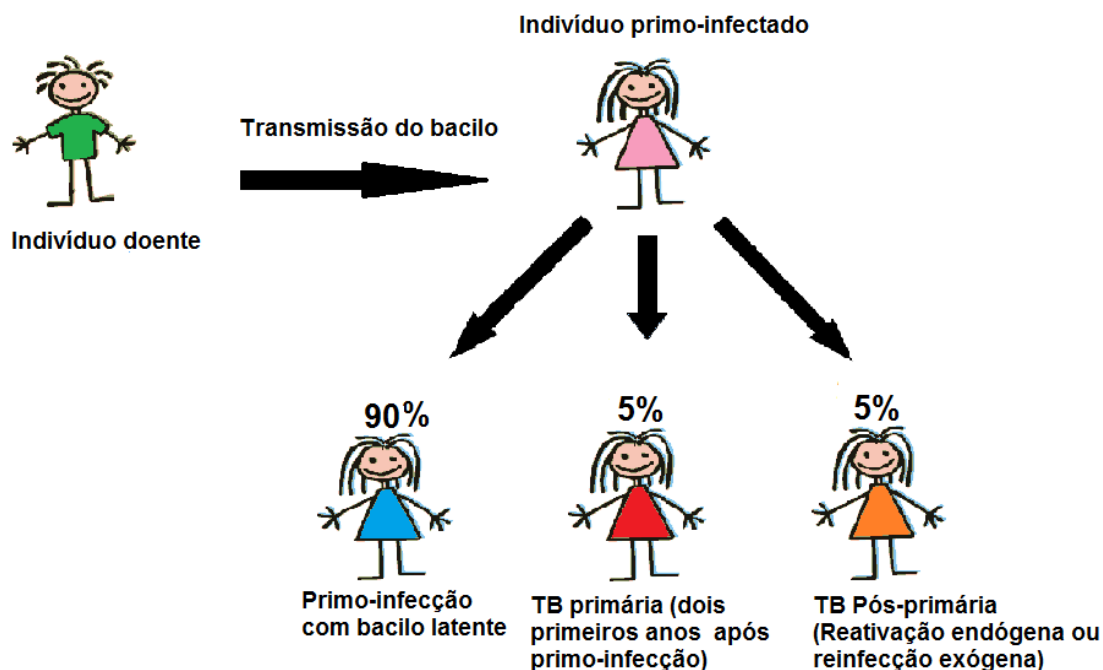 Indivíduo primo-infectado
Transmissão do bacilo
Indivíduo doente
90%
5%
5%
Primo-infecção
com bacilo latente
TB primária (dois
primeiros anos após
primo-infecção)
TB Pós-primária
(Reativação endógena ou
reinfecção exógena)